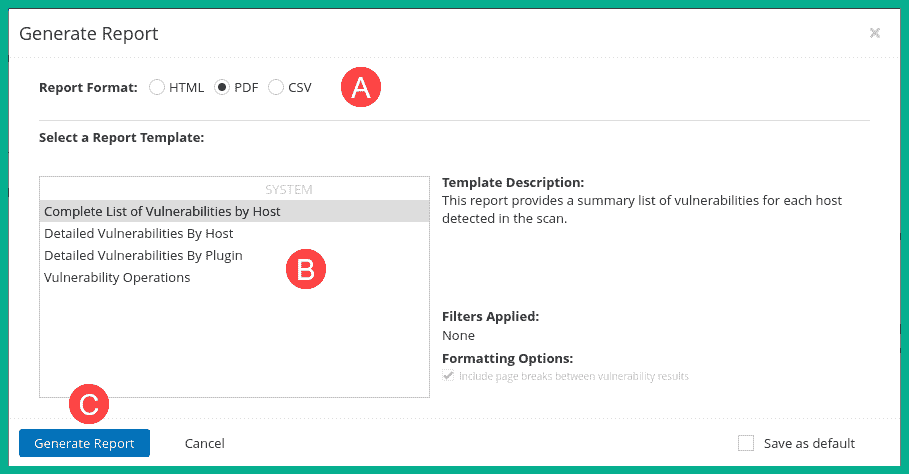 Generate Report ×
Report Format: HTML PDF CSV A
Select a Report Template:
SYSTEM
Complete List of Vulnerabilities by Host
Detailed Vulnerabilities By Host
Detailed Vulnerabilities By Plugin
Vulnerability Operations
B
Template Description:
This report provides a summary list of vulnerabilities for each host
detected in the scan.
Filters Applied:
None
Formatting Options:
Include page breaks between vulnerability results
C
Generate Report Cancel Save as default